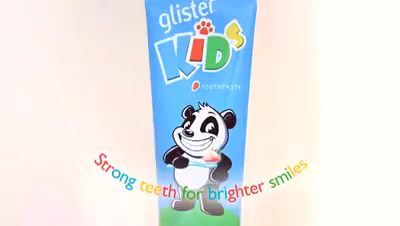 glister
KiDS
TOOTHPASTE
Strong teeth for brighter smiles